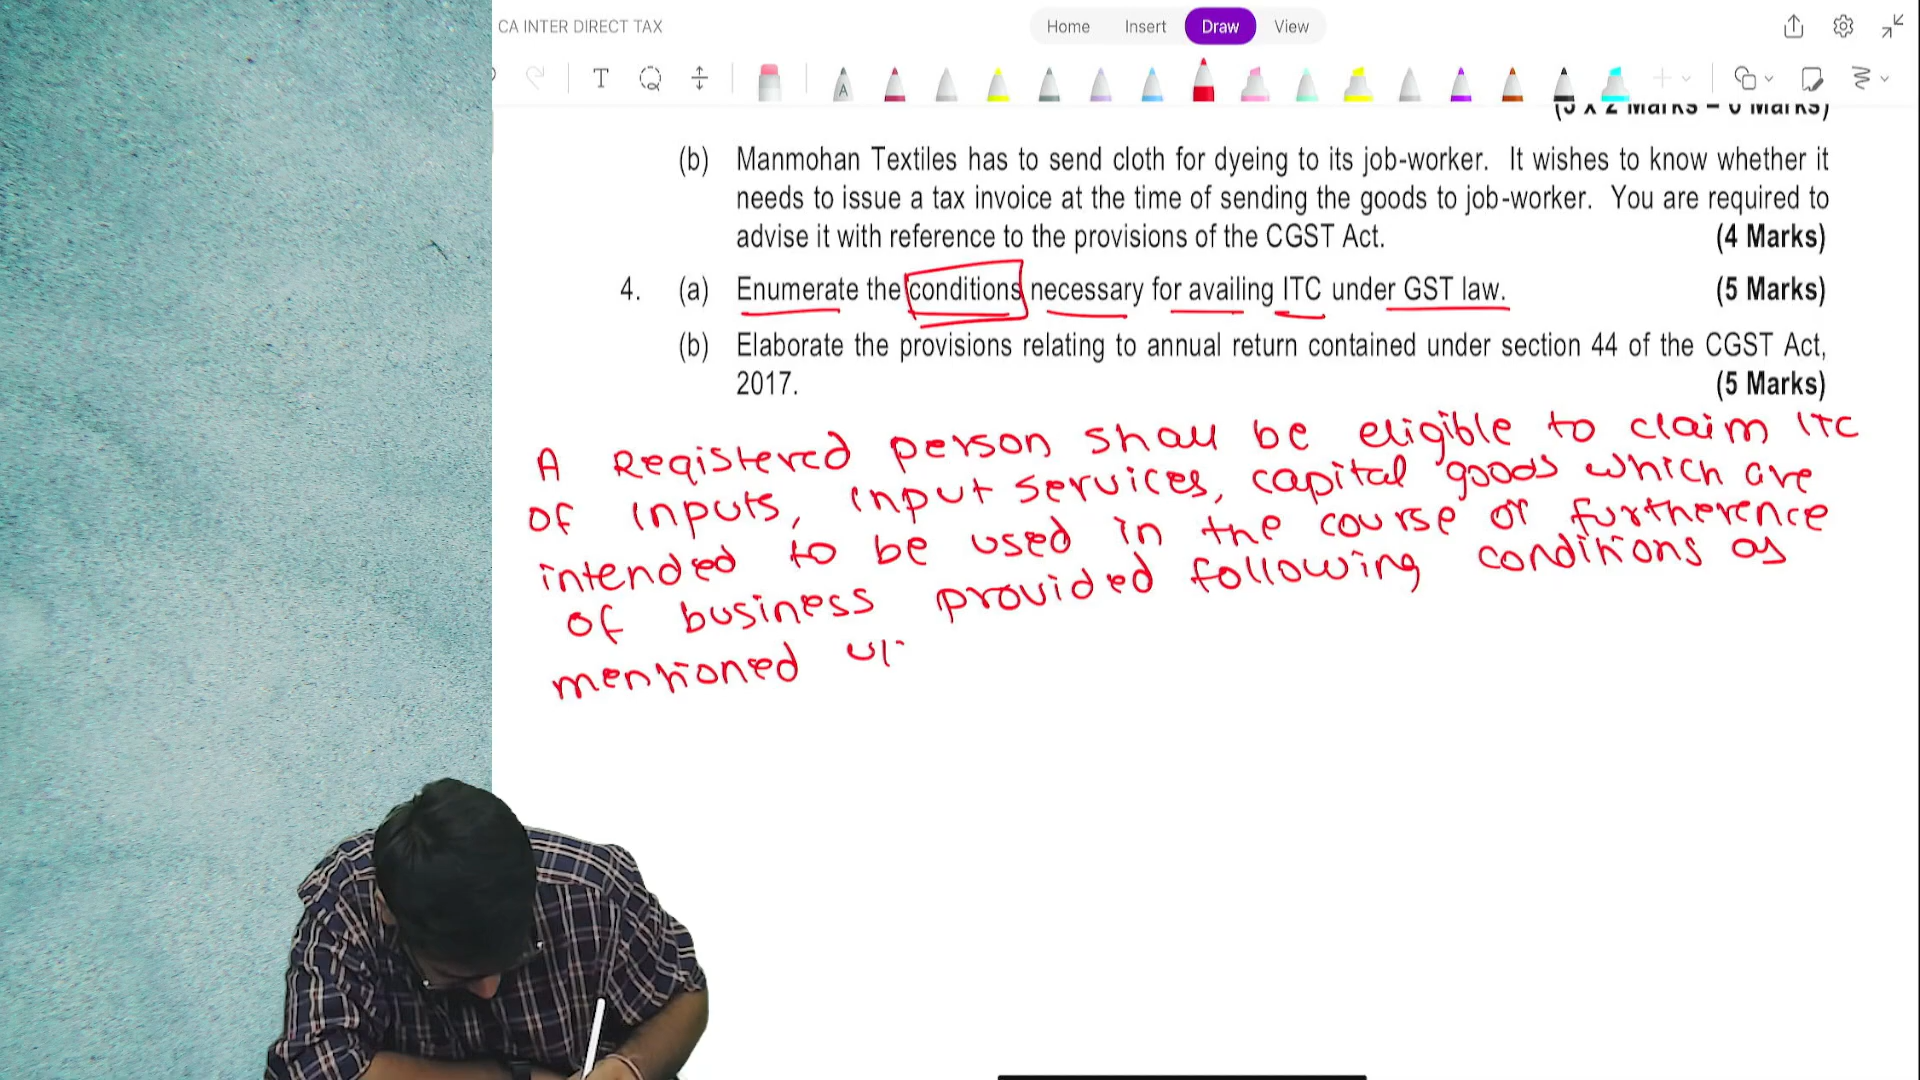 CA INTER DIRECT TAX
Home Insert Draw View
(b) Manmohan Textiles has to send cloth for dyeing to its job-worker. It wishes to know whether it
needs to issue a tax invoice at the time of sending the goods to job-worker. You are required to
advise it with reference to the provisions of the CGST Act. (4 Marks)
4. (a) Enumerate the conditions necessary for availing ITC under GST law. (5 Marks)
(b) Elaborate the provisions relating to annual return contained under section 44 of the CGST Act,
2017. (5 Marks)
A Registered person shall be eligible to claim ITC
of inputs, input services, capital goods which are
intended to be used in the course or furtherence
of business provided following conditions as
mentioned